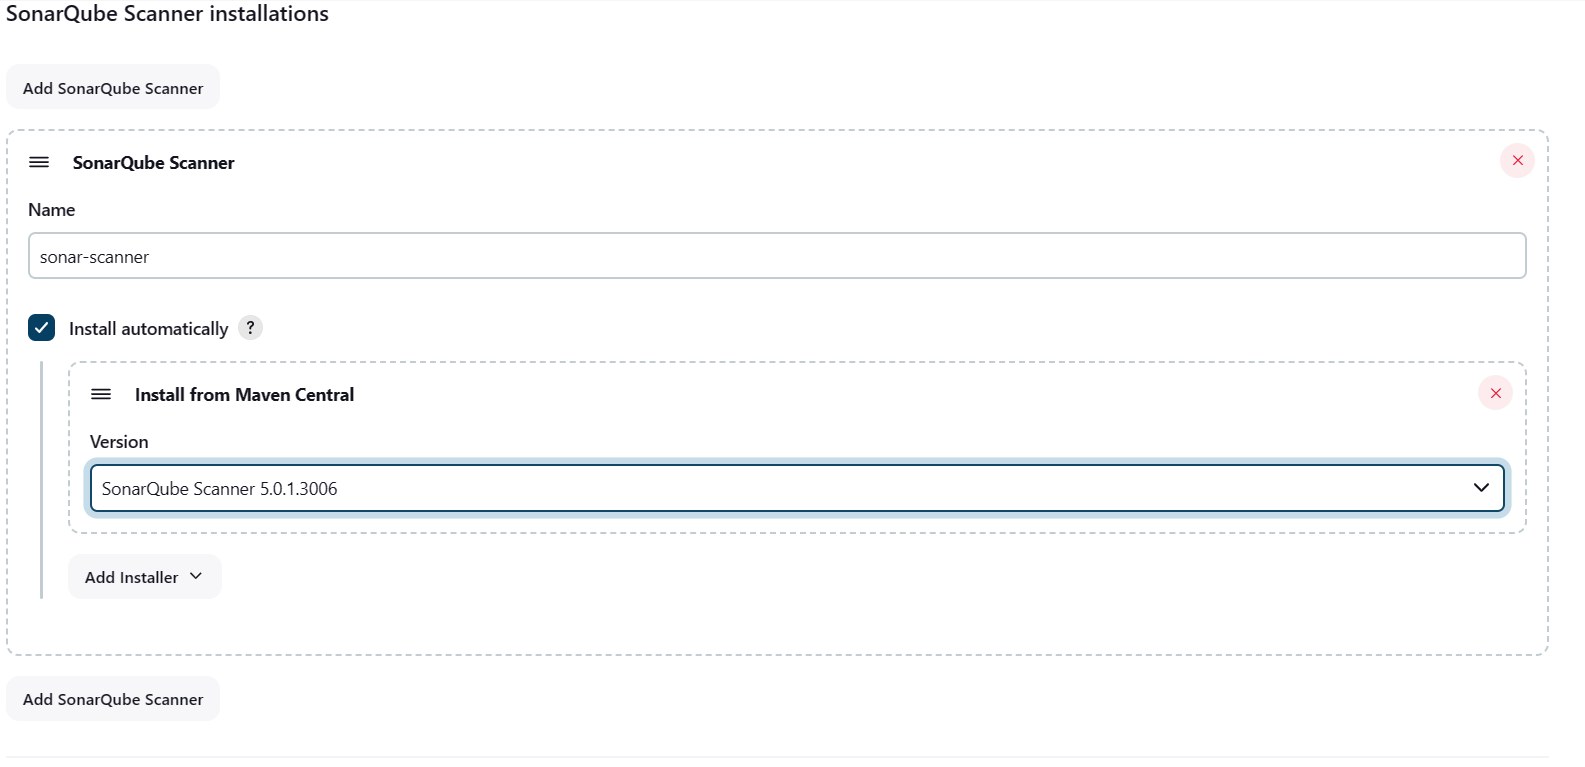 SonarQube Scanner installations
Add SonarQube Scanner
SonarQube Scanner
Name
sonar-scanner
Install automatically ?
Install from Maven Central
Version
SonarQube Scanner 5.0.1.3006
Add Installer
Add SonarQube Scanner